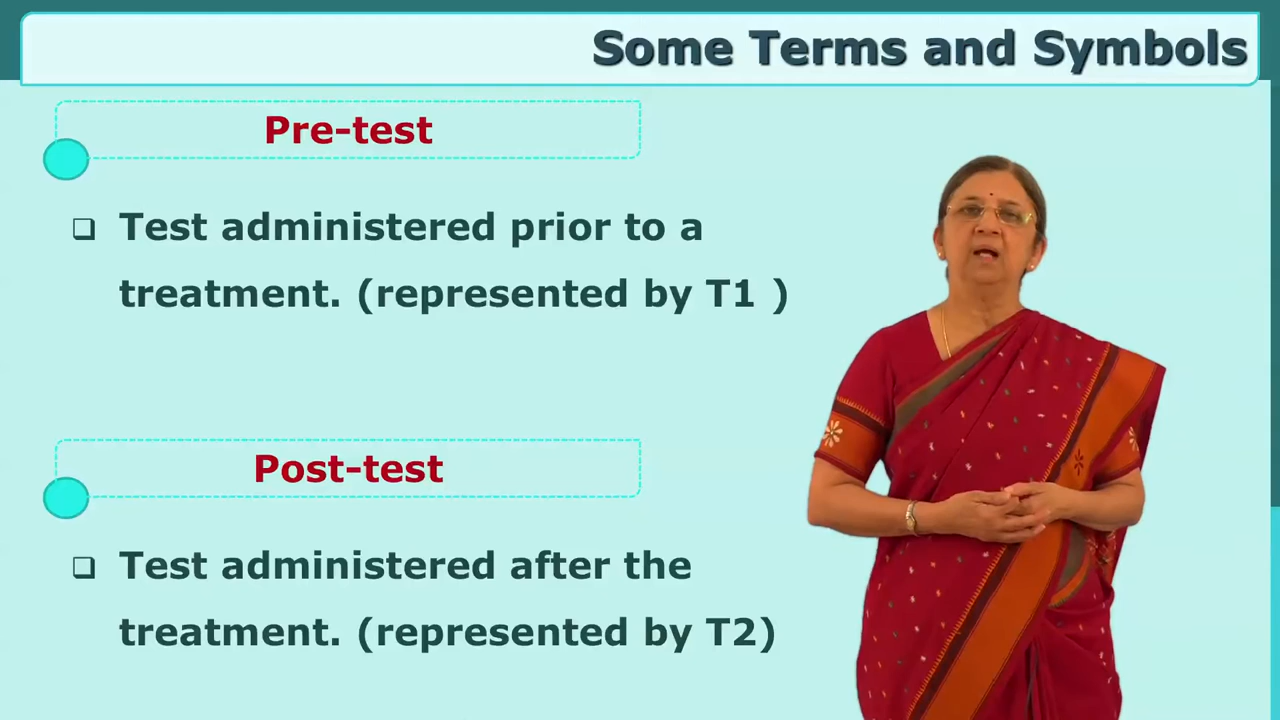 Some Terms and Symbols
Pre-test
Test administered prior to a
treatment. (represented by T1 )
Post-test
Test administered after the
treatment. (represented by T2)